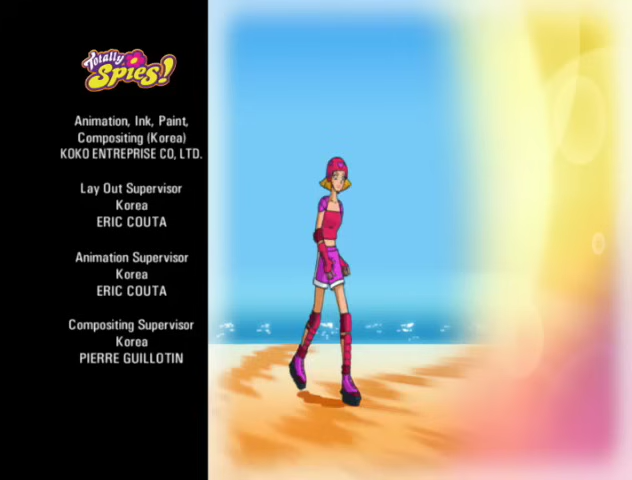 Totally
Spies!
Animation, Ink, Paint,
Compositing (Korea)
KOKO ENTREPRISE CO, LTD.
Lay Out Supervisor
Korea
ERIC COUTA
Animation Supervisor
Korea
ERIC COUTA
Compositing Supervisor
Korea
PIERRE GUILLOTIN